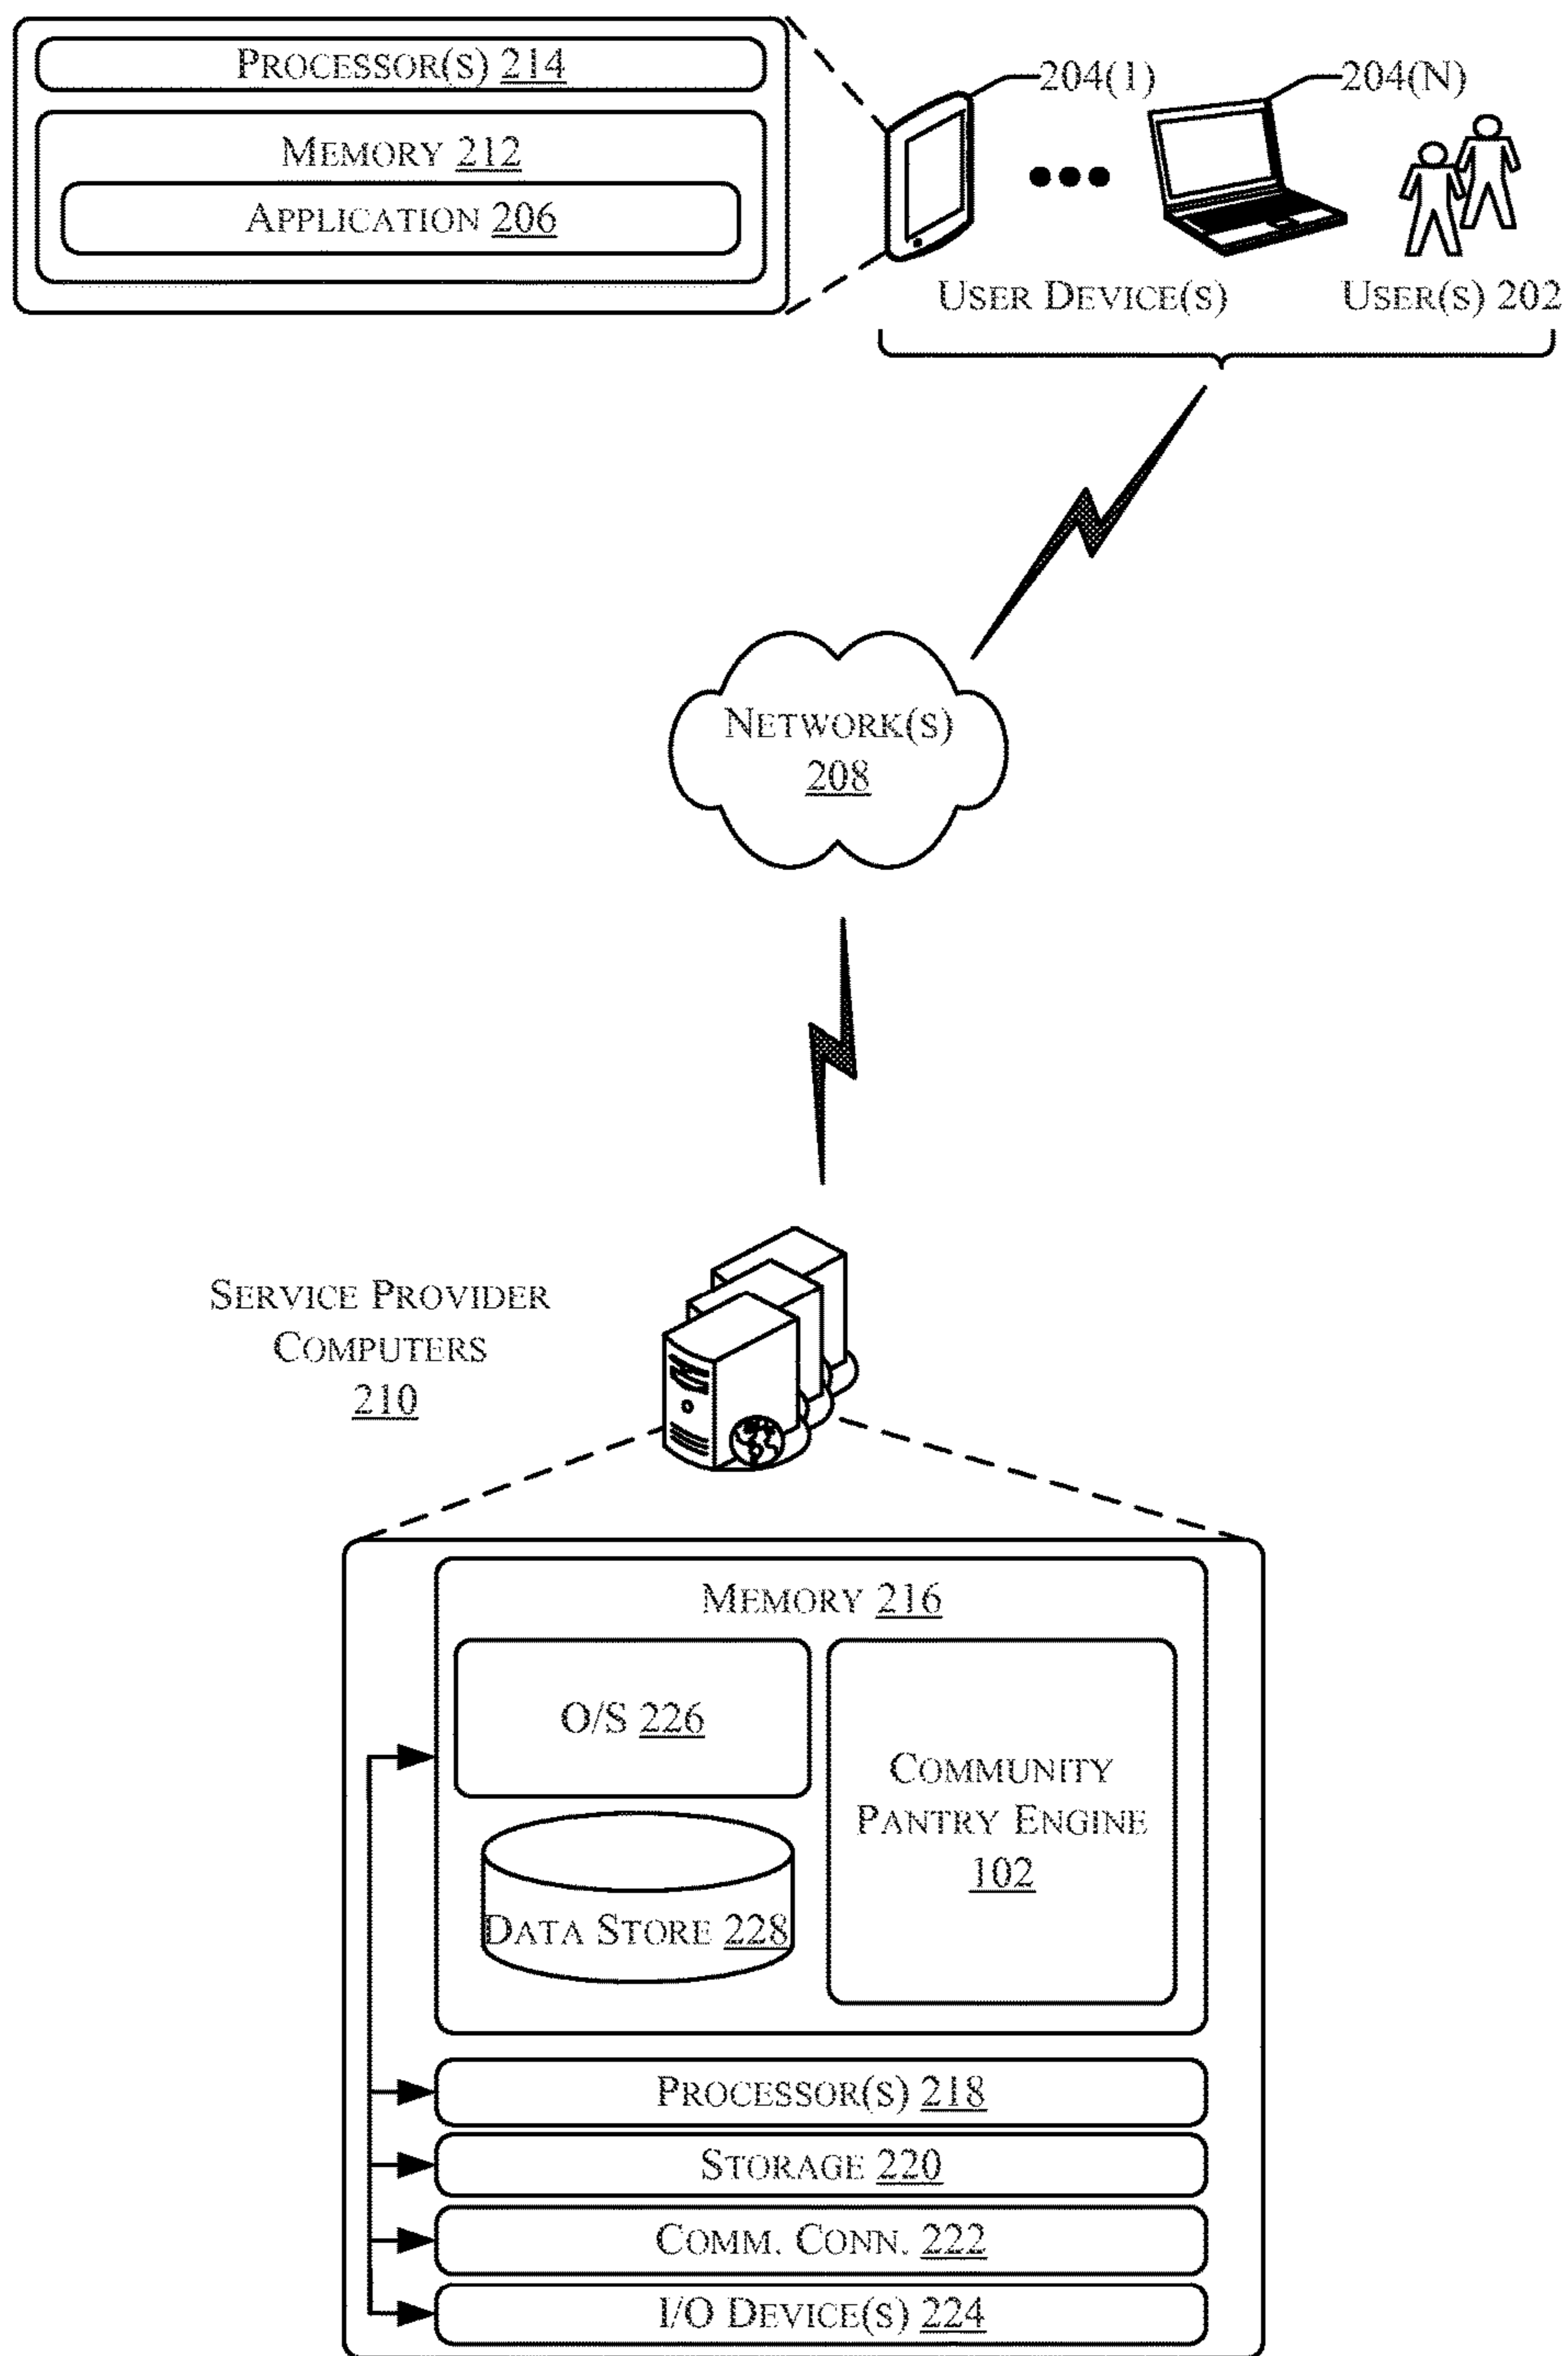 PROCESSOR(S) 214
MEMORY 212
APPLICATION 206
204(1)
204(N)
USER DEVICE(S)
USER(S) 202
NETWORK(S)
208
SERVICE PROVIDER
COMPUTERS
210
MEMORY 216
O/S 226
DATA STORE 228
COMMUNITY
PANTRY ENGINE
102
PROCESSOR(S) 218
STORAGE 220
COMM. CONN. 222
I/O DEVICE(S) 224